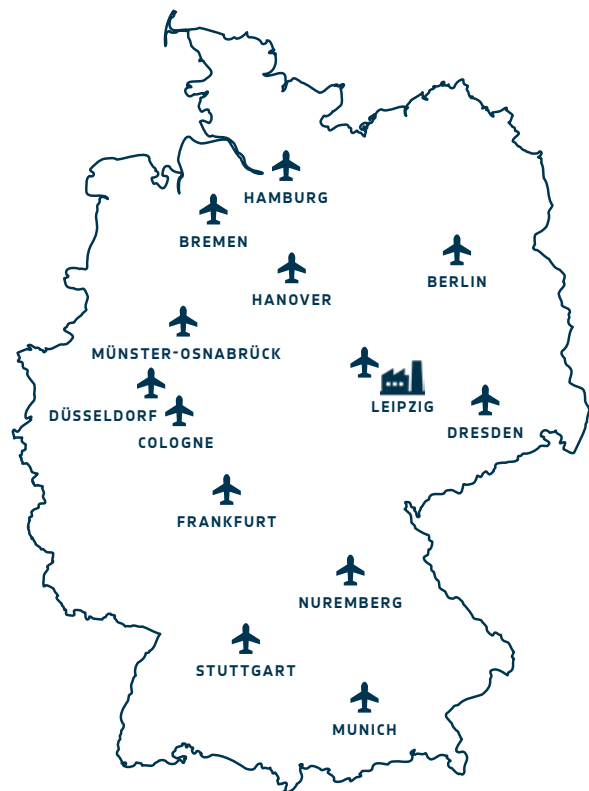 HAMBURG
BREMEN
BERLIN
HANOVER
MÜNSTER-OSNABRÜCK
LEIPZIG
DÜSSELDORF
DRESDEN
COLOGNE
FRANKFURT
NUREMBERG
STUTTGART
MUNICH